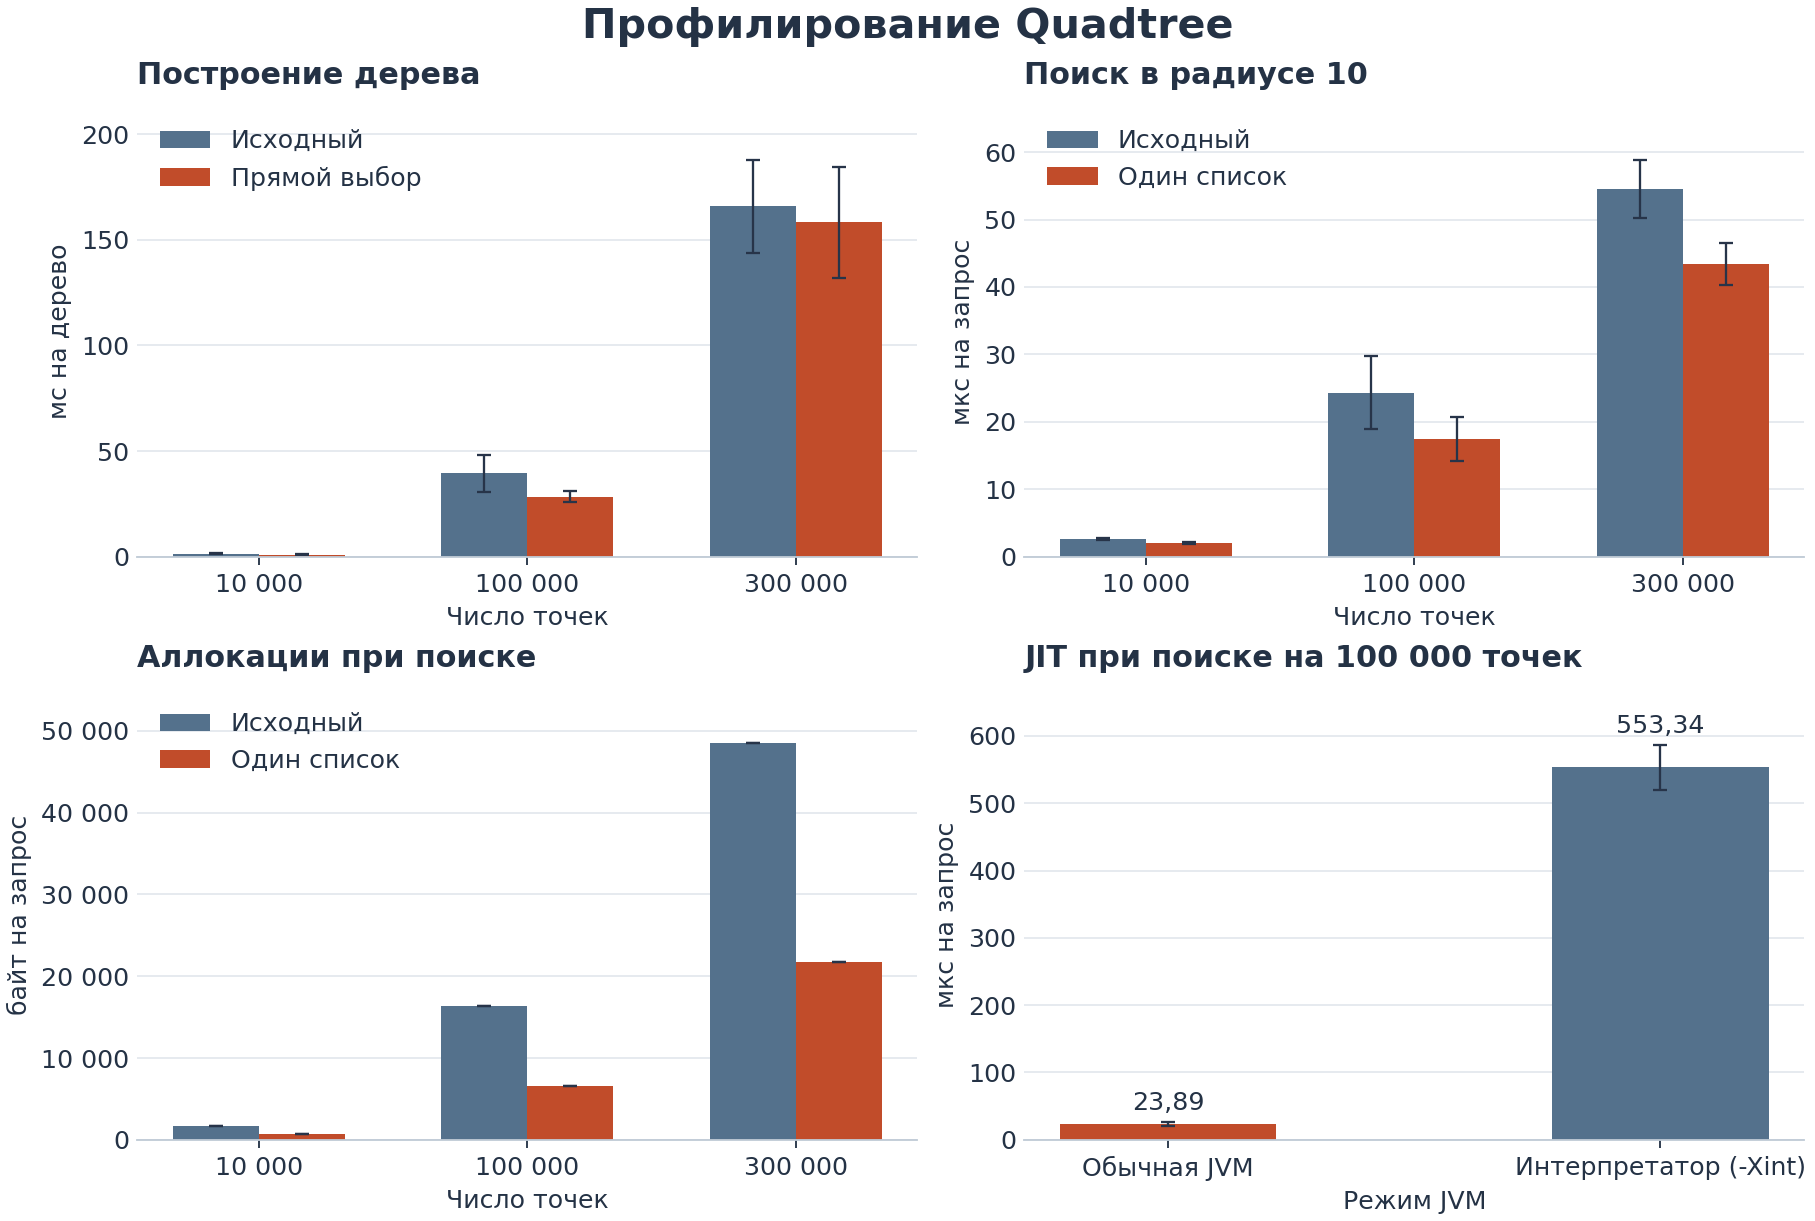 Профилирование Quadtree
Построение дерева
200
150
100
50
0
мс на дерево
Исходный
Прямой выбор
10 000
100 000
300 000
Число точек
Поиск в радиусе 10
60
50
40
30
20
10
0
мкс на запрос
Исходный
Один список
10 000
100 000
300 000
Число точек
Аллокации при поиске
50 000
40 000
30 000
20 000
10 000
0
байт на запрос
Исходный
Один список
10 000
100 000
300 000
Число точек
JIT при поиске на 100 000 точек
600
500
400
300
200
100
0
мкс на запрос
23,89
553,34
Обычная JVM
Интерпретатор (-Xint)
Режим JVM